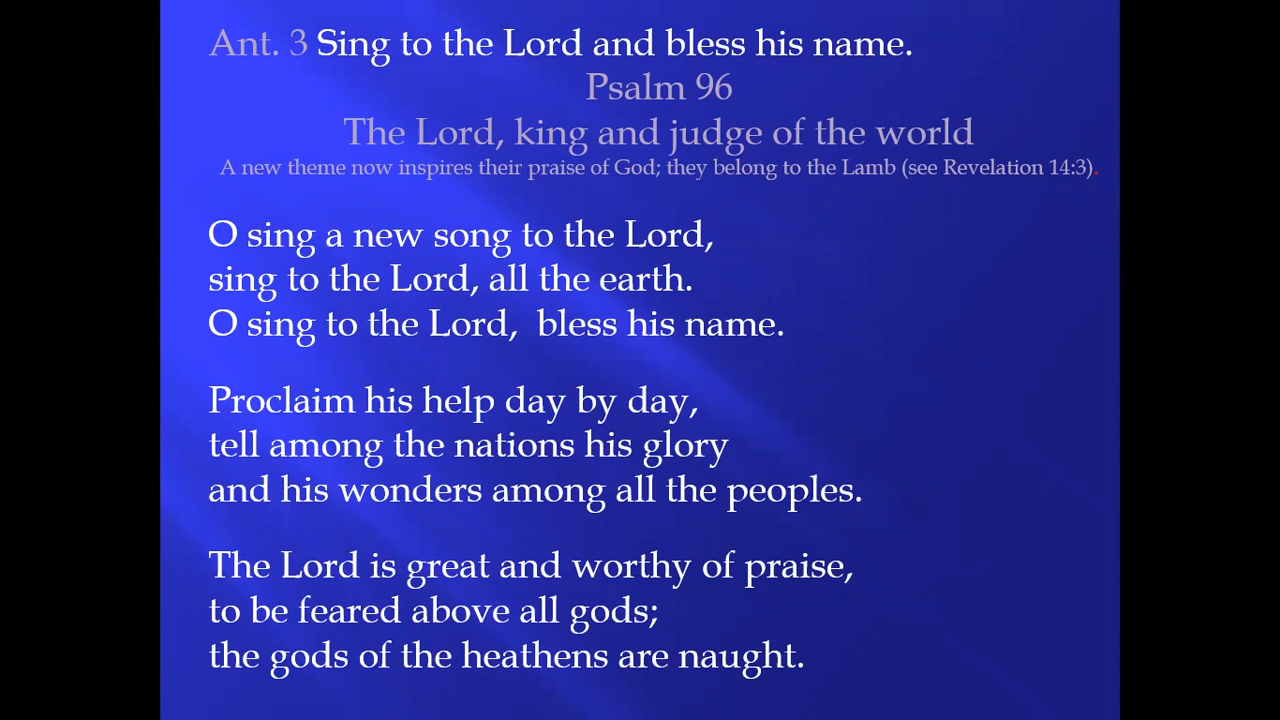 Ant. 3 Sing to the Lord and bless his name.
Psalm 96
The Lord, king and judge of the world
A new theme now inspires their praise of God; they belong to the Lamb (see Revelation 14:3).
O sing a new song to the Lord,
sing to the Lord, all the earth.
O sing to the Lord,  bless his name.
Proclaim his help day by day,
tell among the nations his glory
and his wonders among all the peoples.
The Lord is great and worthy of praise,
to be feared above all gods;
the gods of the heathens are naught.